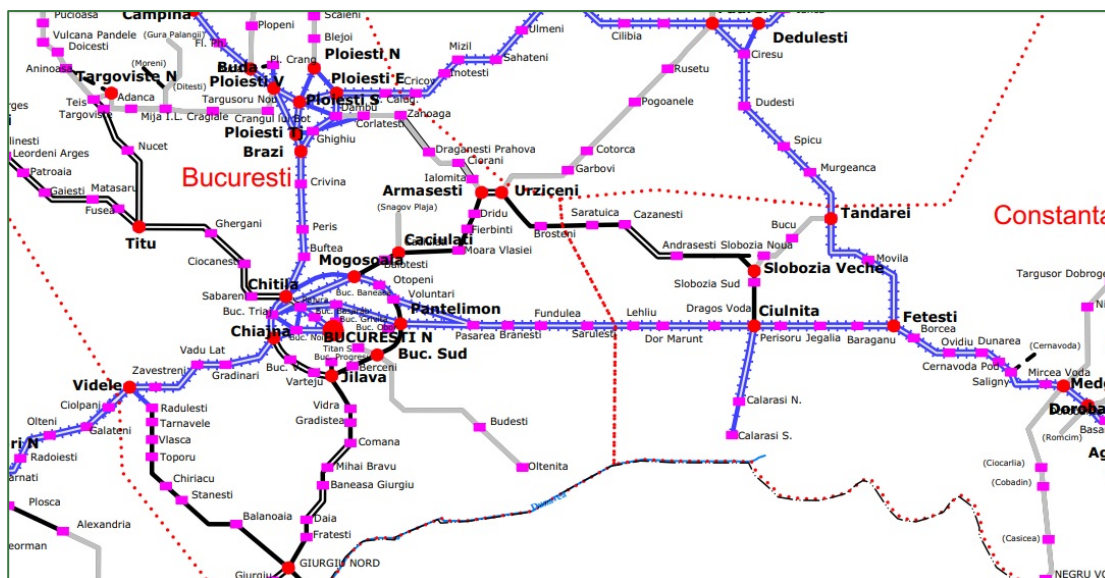 Pucioasa
Campina
Scaieni
Vulcana Pandele
(Gura Palangii)
Plopeni
Ulmeni
Cilibia
Dedulesti
Doicesti
Fl. Ph.
Blejoi
Mizil
Sahateni
Ciresu
Aninoasa
(Moreni)
Buda
Pl. Crang
Ploiesti N
Inotesti
Rusetu
Targoviste N
(Ditesti)
Ploiesti V
Ploiesti E
Cricov
Teis
Adanca
Targusoru Nou
Ploiesti S
Pogoanele
Dudesti
Targoviste
Mija I.L. Cragiale
Dambu
Zanoaga
Corlatesti
Ghighiu
Nucet
Brazi
Draganesti Prahova
Cotorca
Spicu
Leordeni Arges
Ciorani
Patroaia
Bucuresti
Crivina
Ialomita
Garbovi
Murgeanca
Gaiesti
Matasaru
Armasesti
Urziceni
Fusea
(Snagov Plaja)
Dridu
Saratuica
Cazanesti
Tandarei
Constanta
Titu
Ghergani
Peris
Fierbinti
Brosteni
Bucu
Buftea
Caciulati
Moara Vlasiei
Andrasesti
Slobozia Noua
Ciocanesti
Mogosoaia
Balotesti
Slobozia Veche
Movila
Chitila
Otopeni
Targusor Dobroge
Sabareni
Buc. Baneasa
Voluntari
Slobozia Sud
Buc. Triaj
Pantelimon
Fundulea
Lehliu
Dragos Voda
Ciulnita
Fetesti
Chiajna
BUCURESTI N
Pasarea
Branesti
Sarulesti
Dor Marunt
Perisoru
Jegalia
Baraganu
Borcea
Vadu Lat
Titan S
Buc. Sud
Ovidiu
Dunarea
(Cernavoda)
Buc. Progres
Berceni
Cernavoda Pod
Mircea Voda
Videle
Zavestreni
Gradinari
Buc. V
Varteju
Jilava
Saligny
Ciolpani
Radulesti
Vidra
Calarasi N.
Olteni
Tarnavele
Gradistea
Budesti
(Romcim)
Galateni
Vlasca
Comana
Calarasi S.
Radoiesti
Toporu
Mihai Bravu
Oltenita
(Ciocarlia)
Chiriacu
Baneasa Giurgiu
(Cobadin)
Plosca
Stanesti
Alexandria
Balanoaia
Daia
Fratesti
(Casicea)
GIURGIU NORD
Giurgiu
NEGRU VO